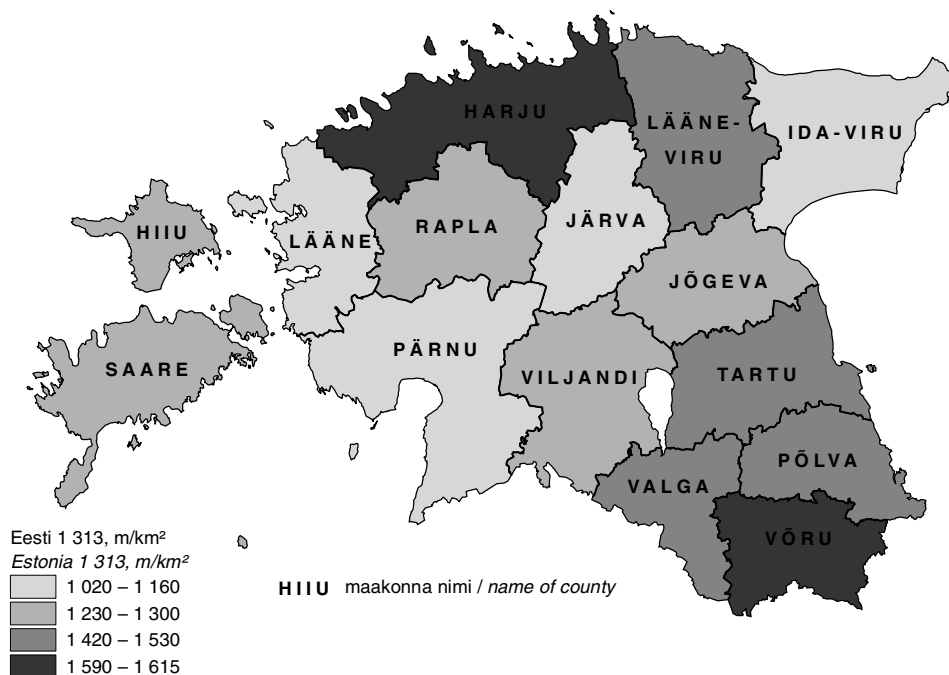 HARJU
LÄÄNE-
VIRU
IDA-VIRU
HIIU
LÄÄNE
RAPLA
JÄRVA
JÕGEVA
SAARE
PÄRNU
VILJANDI
TARTU
PÕLVA
VALGA
VÕRU
Eesti 1 313, m/km²
Estonia 1 313, m/km²
1 020 – 1 160
1 230 – 1 300
1 420 – 1 530
1 590 – 1 615
HIIU maakonna nimi / name of county